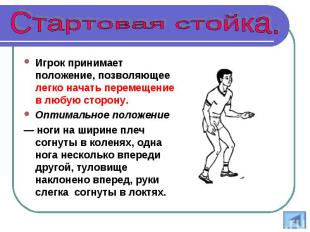 Стартовая стойка.
Игрок принимает
положение, позволяющее
легко начать перемещение
в любую сторону.
Оптимальное положение
— ноги на ширине плеч
согнуты в коленях, одна
нога несколько впереди
другой, туловище
наклонено вперед, руки
слегка согнуты в локтях.